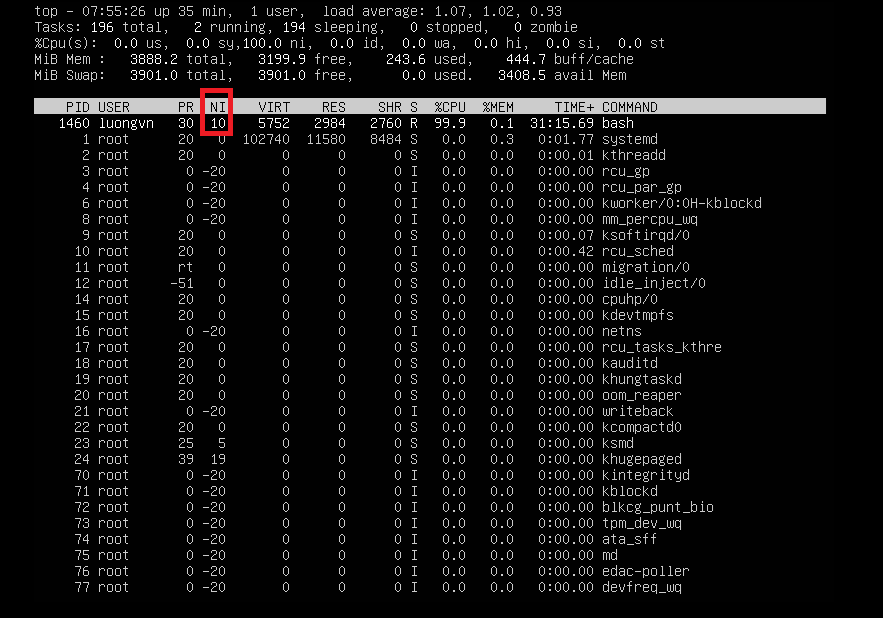 top - 07:55:26 up 35 min,  1 user,  load average: 1.07, 1.02, 0.93
Tasks: 196 total,   2 running, 194 sleeping,   0 stopped,   0 zombie
%Cpu(s):  0.0 us,  0.0 sy,100.0 ni,  0.0 id,  0.0 wa,  0.0 hi,  0.0 si,  0.0 st
MiB Mem :   3888.2 total,   3199.9 free,    243.6 used,    444.7 buff/cache
MiB Swap:   3901.0 total,   3901.0 free,      0.0 used.   3408.5 avail Mem
PID USER      PR  NI    VIRT    RES    SHR S  %CPU  %MEM     TIME+ COMMAND
1460 luongvn   30  10    5752   2984   2760 R  99.9   0.1  31:15.69 bash
1 root      20   0  102740  11580   8484 S   0.0   0.3   0:01.77 systemd
2 root      20   0       0      0      0 S   0.0   0.0   0:00.01 kthreadd
3 root       0 -20       0      0      0 I   0.0   0.0   0:00.00 rcu_gp
4 root       0 -20       0      0      0 I   0.0   0.0   0:00.00 rcu_par_gp
6 root       0 -20       0      0      0 I   0.0   0.0   0:00.00 kworker/0:0H-kblockd
8 root       0 -20       0      0      0 I   0.0   0.0   0:00.00 mm_percpu_wq
9 root      20   0       0      0      0 S   0.0   0.0   0:00.07 ksoftirqd/0
10 root      20   0       0      0      0 I   0.0   0.0   0:00.42 rcu_sched
11 root      rt   0       0      0      0 S   0.0   0.0   0:00.00 migration/0
12 root     -51   0       0      0      0 S   0.0   0.0   0:00.00 idle_inject/0
14 root      20   0       0      0      0 S   0.0   0.0   0:00.00 cpuhp/0
15 root      20   0       0      0      0 S   0.0   0.0   0:00.00 kdevtmpfs
16 root       0 -20       0      0      0 I   0.0   0.0   0:00.00 netns
17 root      20   0       0      0      0 S   0.0   0.0   0:00.00 rcu_tasks_kthre
18 root      20   0       0      0      0 S   0.0   0.0   0:00.00 kauditd
19 root      20   0       0      0      0 S   0.0   0.0   0:00.00 khungtaskd
20 root      20   0       0      0      0 S   0.0   0.0   0:00.00 oom_reaper
21 root       0 -20       0      0      0 I   0.0   0.0   0:00.00 writeback
22 root      20   0       0      0      0 S   0.0   0.0   0:00.00 kcompactd0
23 root      25   5       0      0      0 S   0.0   0.0   0:00.00 ksmd
24 root      39  19       0      0      0 S   0.0   0.0   0:00.00 khugepaged
70 root       0 -20       0      0      0 I   0.0   0.0   0:00.00 kintegrityd
71 root       0 -20       0      0      0 I   0.0   0.0   0:00.00 kblockd
72 root       0 -20       0      0      0 I   0.0   0.0   0:00.00 blkcg_punt_bio
73 root       0 -20       0      0      0 I   0.0   0.0   0:00.00 tpm_dev_wq
74 root       0 -20       0      0      0 I   0.0   0.0   0:00.00 ata_sff
75 root       0 -20       0      0      0 I   0.0   0.0   0:00.00 md
76 root       0 -20       0      0      0 I   0.0   0.0   0:00.00 edac-poller
77 root       0 -20       0      0      0 I   0.0   0.0   0:00.00 devfreq_wq